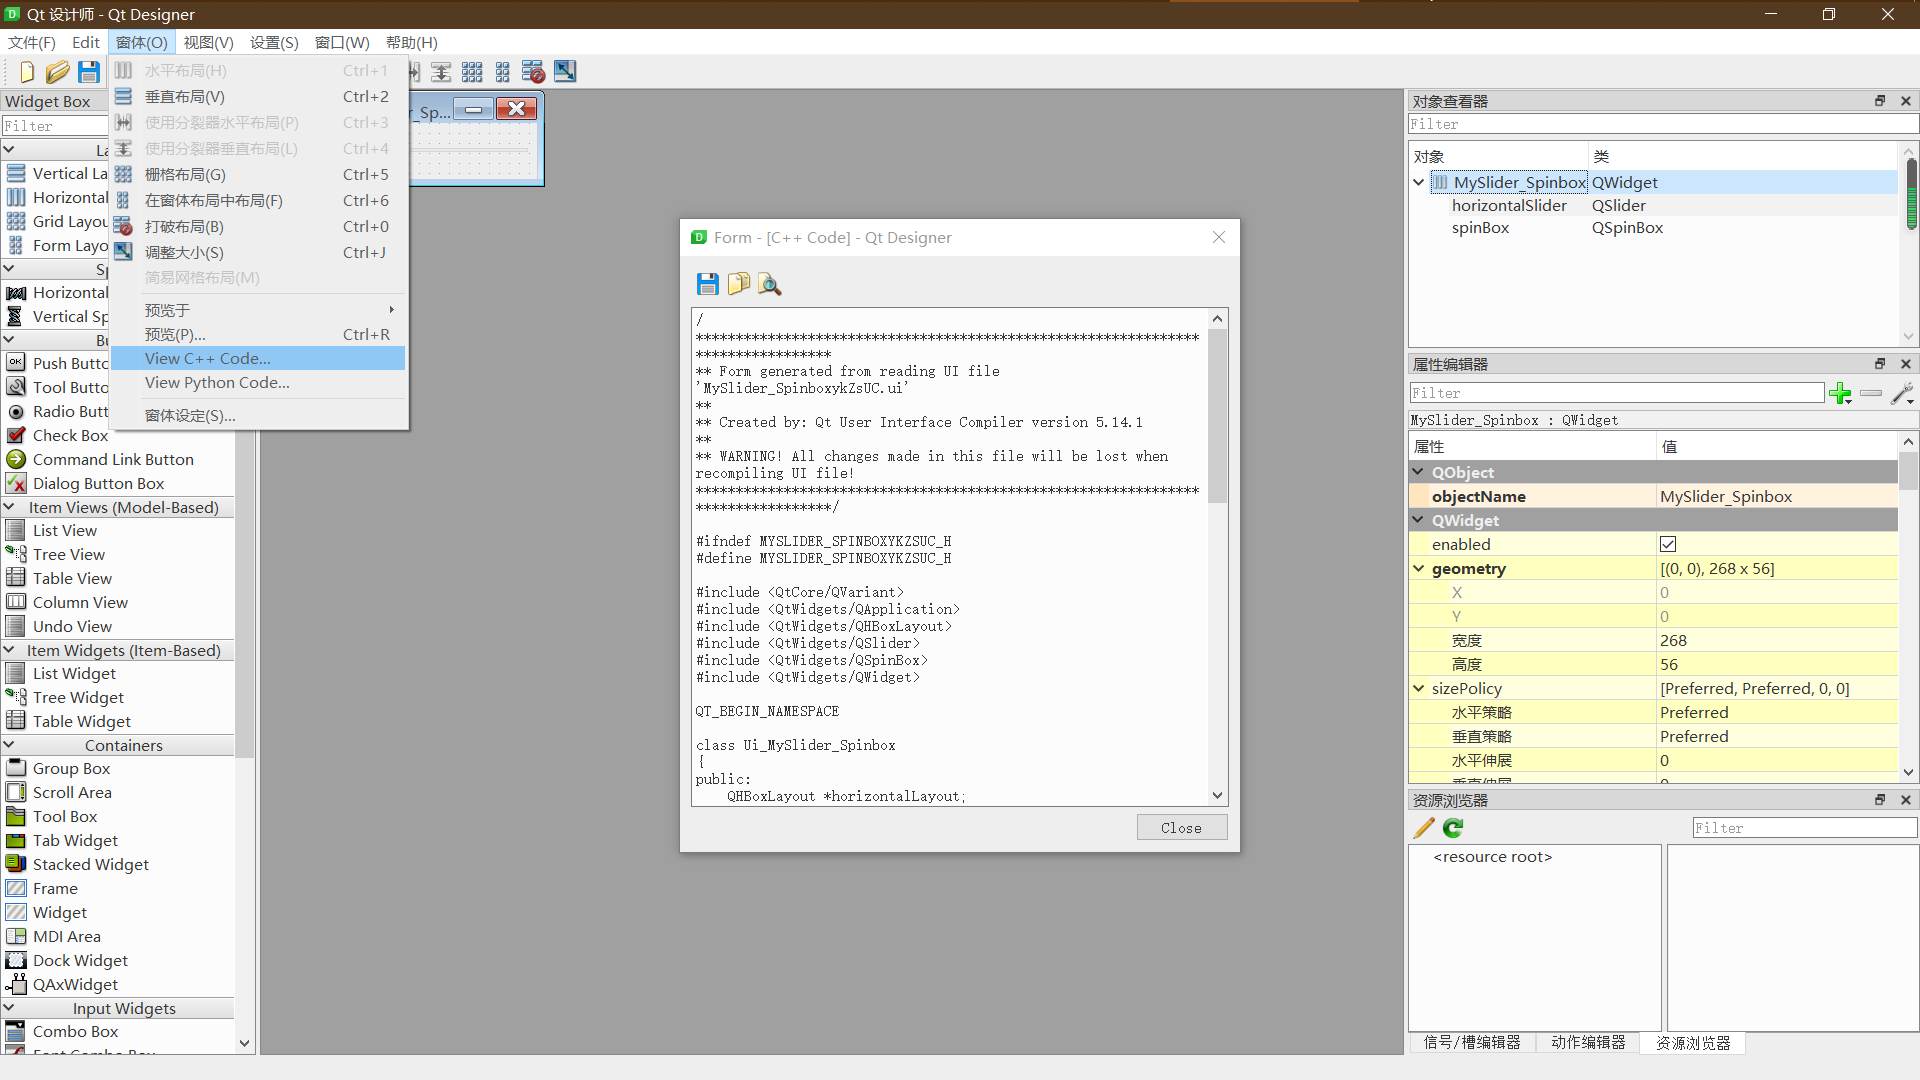 Qt 设计师 - Qt Designer
文件(F) Edit 窗体(O) 视图(V) 设置(S) 窗口(W) 帮助(H)
水平布局(H) Ctrl+1
垂直布局(V) Ctrl+2
使用分裂器水平布局(P) Ctrl+3
使用分裂器垂直布局(L) Ctrl+4
栅格布局(G) Ctrl+5
在窗体布局中布局(F) Ctrl+6
打破布局(B) Ctrl+0
调整大小(S) Ctrl+J
简易网格布局(M)
预览于
预览(P)... Ctrl+R
View C++ Code...
View Python Code...
窗体设定(S)...
Widget Box
Filter
La
Vertical La
Horizontal
Grid Layou
Form Layo
Sp
Horizontal
Vertical Sp
Bu
Push Butto
Tool Butto
Radio Butt
Check Box
Command Link Button
Dialog Button Box
Item Views (Model-Based)
List View
Tree View
Table View
Column View
Undo View
Item Widgets (Item-Based)
List Widget
Tree Widget
Table Widget
Containers
Group Box
Scroll Area
Tool Box
Tab Widget
Stacked Widget
Frame
Widget
MDI Area
Dock Widget
QAxWidget
Input Widgets
Combo Box
Font Combo Box
r_Sp...
Form - [C++ Code] - Qt Designer
/
****************************************************************
*****************
** Form generated from reading UI file
'MySlider_SpinboxykZsUC.ui'
**
** Created by: Qt User Interface Compiler version 5.14.1
**
** WARNING! All changes made in this file will be lost when
recompiling UI file!
****************************************************************
*****************/
#ifndef MYSLIDER_SPINBOXYKZSUC_H
#define MYSLIDER_SPINBOXYKZSUC_H
#include <QtCore/QVariant>
#include <QtWidgets/QApplication>
#include <QtWidgets/QHBoxLayout>
#include <QtWidgets/QSlider>
#include <QtWidgets/QSpinBox>
#include <QtWidgets/QWidget>
QT_BEGIN_NAMESPACE
class Ui_MySlider_Spinbox
{
public:
QHBoxLayout *horizontalLayout;
Close
对象查看器
Filter
对象 类
MySlider_Spinbox QWidget
horizontalSlider QSlider
spinBox QSpinBox
属性编辑器
Filter
MySlider_Spinbox : QWidget
属性 值
QObject
objectName MySlider_Spinbox
QWidget
enabled
geometry [(0, 0), 268 x 56]
X 0
Y 0
宽度 268
高度 56
sizePolicy [Preferred, Preferred, 0, 0]
水平策略 Preferred
垂直策略 Preferred
水平伸展 0
垂直伸展 0
资源浏览器
Filter
<resource root>
信号/槽编辑器 动作编辑器 资源浏览器